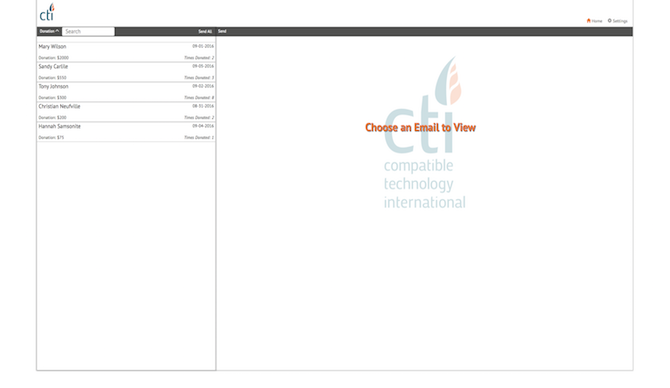 cti
Home Settings
Donation Search Send All Send
Mary Wilson 09-01-2016
Donation: $2000 Times Donated: 2
Sandy Carlile 09-05-2016
Donation: $550 Times Donated: 5
Tony Johnson 09-02-2016
Donation: $300 Times Donated: 8
Christian Neufville 08-31-2016
Donation: $200 Times Donated: 2
Hannah Samsonite 09-04-2016
Donation: $75 Times Donated: 1
cti
Choose an Email to View
compatible
technology
international